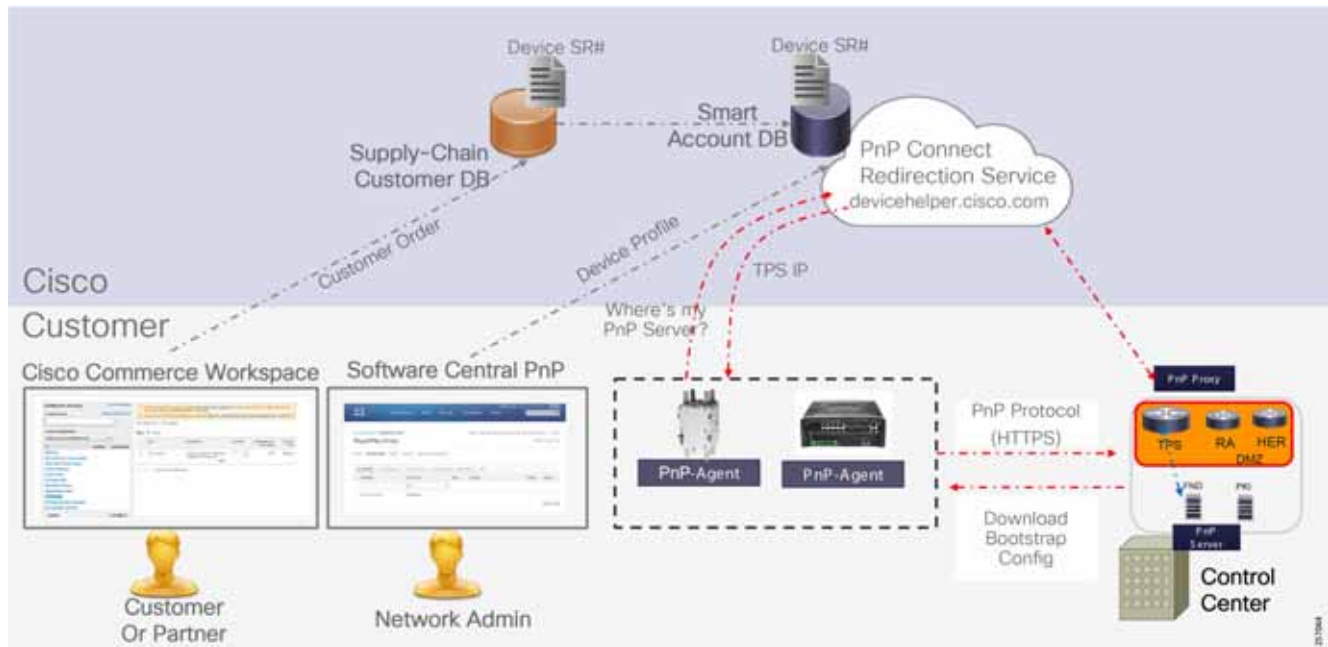 Device SR#
Device SR#
Smart
Account DB
Supply-Chain
Customer DB
PnP Connect
Redirection Service
devicehelper.cisco.com
Customer Order
Device Profile
TPS IP
Cisco
Customer
Where's my
PnP Server?
Cisco Commerce Workspace
Software Central PnP
PnP Proxy
PnP Protocol
(HTTPS)
TPS
RA
HER
DMZ
PnP-Agent
PnP-Agent
FND
PKI
Download
Bootstrap
Config
PnP
Server
Control
Center
Customer
Or Partner
Network Admin
257064